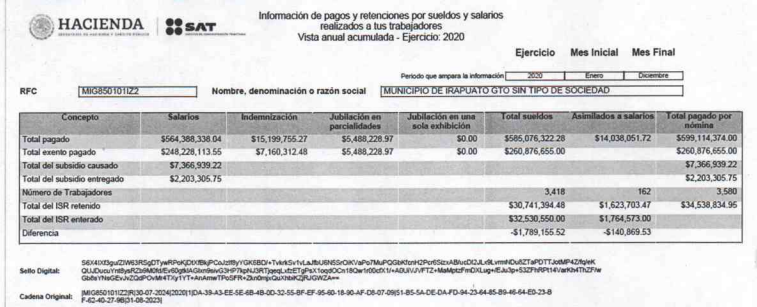 HACIENDA
SAT
Información de pagos y retenciones por sueldos y salarios
realizados a tus trabajadores
Vista anual acumulada - Ejercicio: 2020
Ejercicio Mes Inicial Mes Final
Periodo que ampara la información 2020 Enero Diciembre
RFC MIG850101IZ2 Nombre, denominación o razón social MUNICIPIO DE IRAPUATO GTO SIN TIPO DE SOCIEDAD
Concepto Salarios Indemnización Jubilación en parcialidades Jubilación en una sola exhibición Total sueldos Asimilados a salarios Total pagado por nómina
Total pagado $564,388,338.04 $15,199,755.27 $5,488,228.97 $0.00 $585,076,322.28 $14,038,051.72 $599,114,374.00
Total exento pagado $248,228,113.55 $7,160,312.48 $5,488,228.97 $0.00 $260,876,655.00 $260,876,655.00
Total del subsidio causado $7,366,939.22 $7,366,939.22
Total del subsidio entregado $2,203,305.75 $2,203,305.75
Número de Trabajadores 3,418 162 3,580
Total del ISR retenido $30,741,394.48 $1,623,703.47 $34,538,834.95
Total del ISR enterado $32,530,550.00 $1,764,573.00
Diferencia -$1,789,155.52 -$140,869.53
Sello Digital:
Cadena Original: |MIG850101IZ2|R|30-07-2024|2020|1|DA-39-A3-EE-5E-6B-4B-0D-32-55-BF-EF-95-60-18-90-AF-D8-07-09|51-B5-5A-DE-DA-FD-94-23-64-85-B9-46-64-E0-23-8
F-62-40-27-9B|31-08-2023|